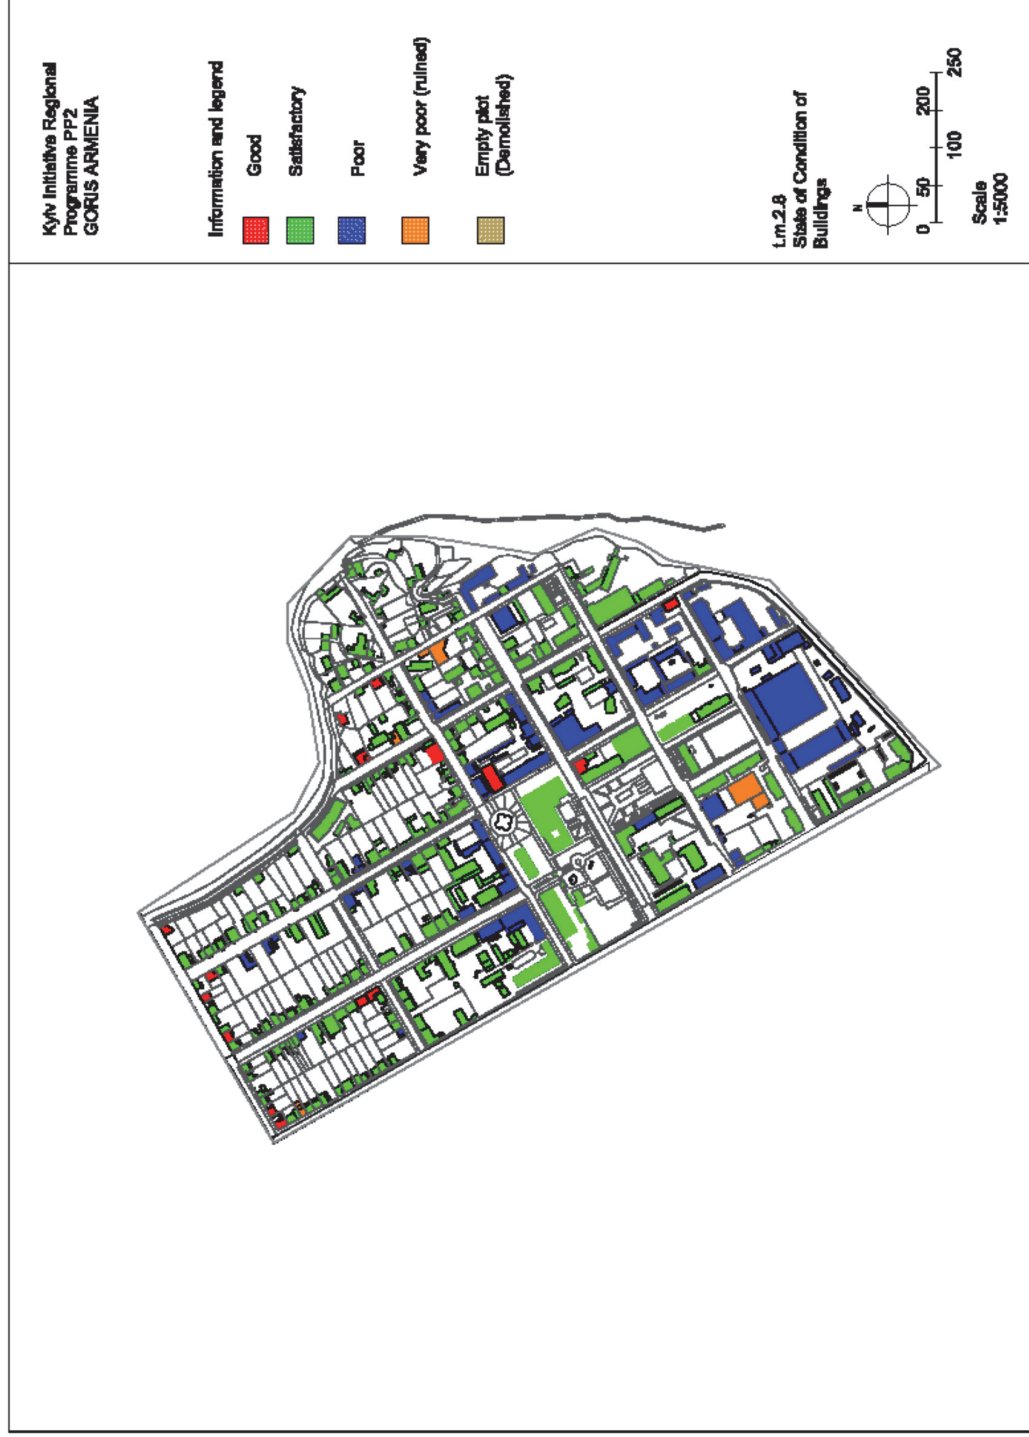 Kyiv Initiative Regional
Programme PP2
GORIS ARMENIA
Information and legend
Good
Satisfactory
Poor
Very poor (ruined)
Empty plot
(Demolished)
t.m.2.8
State of Condition of
Buildings
N
0 50 100 200 250
Scale
1:5000